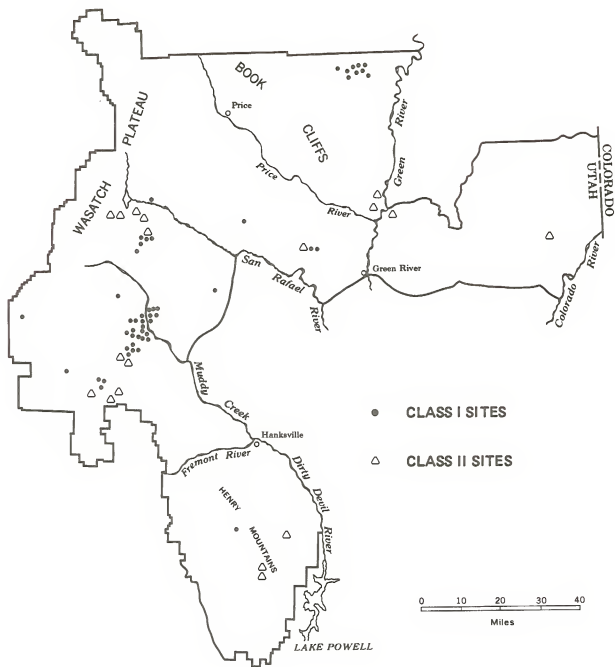 BOOK
CLIFFS
Price
PLATEAU
WASATCH
Price
River
Green
River
COLORADO
UTAH
San
Rafael
River
Green River
Colorado
River
Muddy
Creek
Hanksville
Fremont River
Dirty
Devil
River
HENRY
MOUNTAINS
LAKE POWELL
CLASS I SITES
CLASS II SITES
0 10 20 30 40
Miles